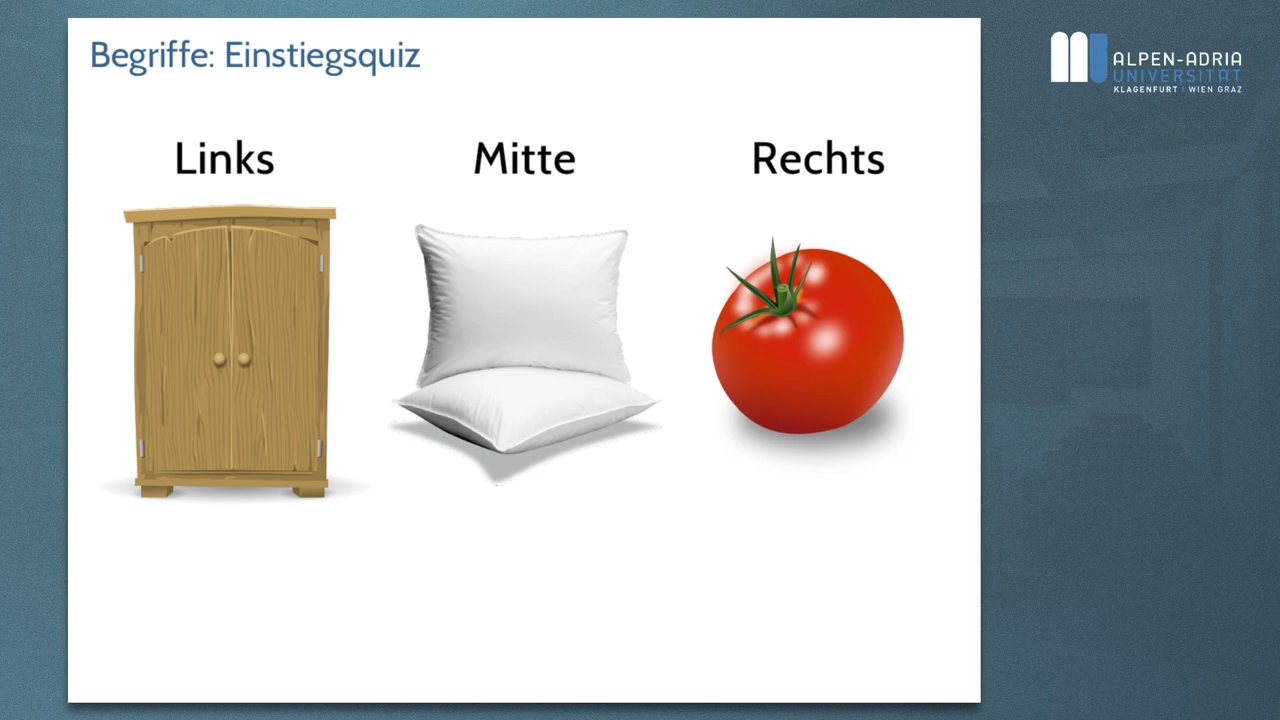 Begriffe: Einstiegsquiz
Links
Mitte
Rechts
ALPEN-ADRIA
UNIVERSITÄT
KLAGENFURT | WIEN GRAZ